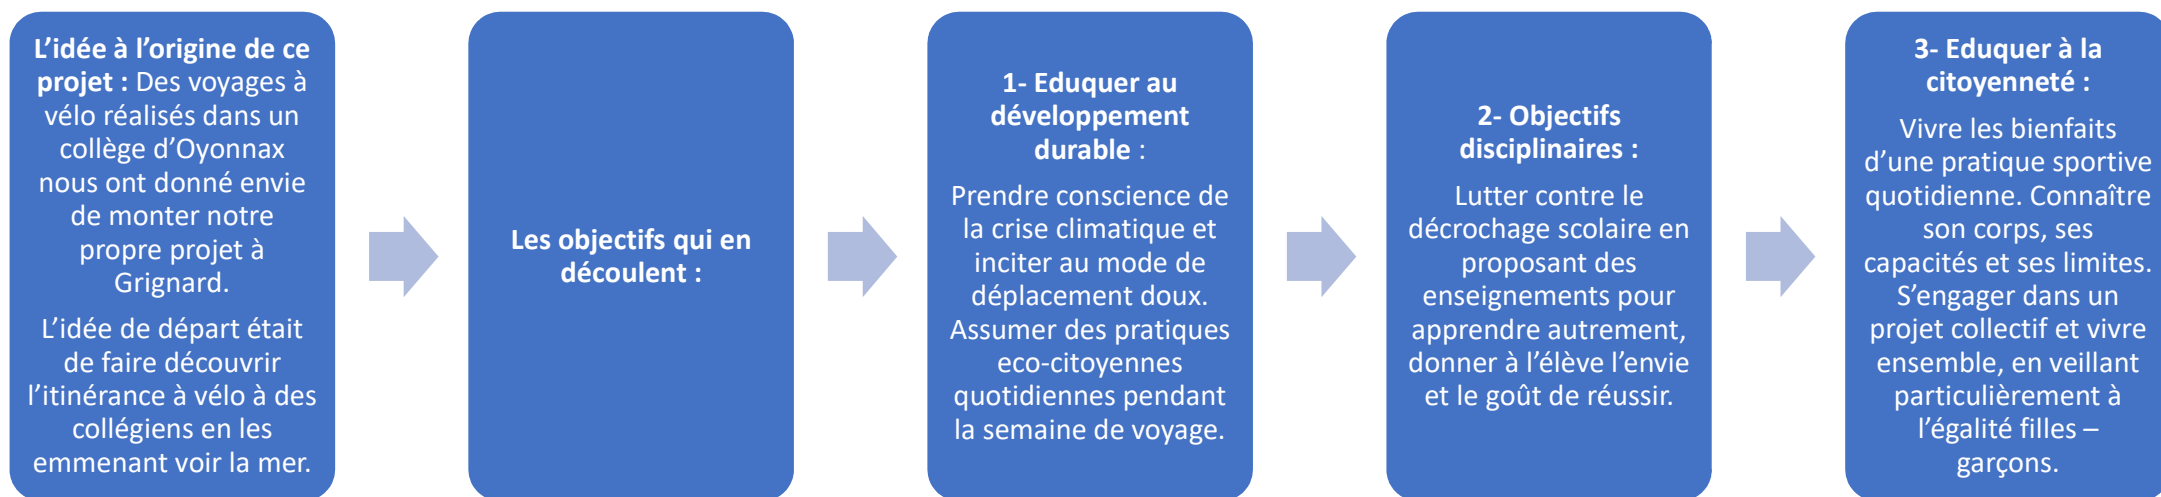 L’idée à l’origine de ce
projet : Des voyages à
vélo réalisés dans un
collège d’Oyonnax
nous ont donné envie
de monter notre
propre projet à
Grignard.
L’idée de départ était
de faire découvrir
l’itinérance à vélo à des
collégiens en les
emmenant voir la mer.
Les objectifs qui en
découlent :
1- Eduquer au
développement
durable :
Prendre conscience de
la crise climatique et
inciter au mode de
déplacement doux.
Assumer des pratiques
eco-citoyennes
quotidiennes pendant
la semaine de voyage.
2- Objectifs
disciplinaires :
Lutter contre le
décrochage scolaire en
proposant des
enseignements pour
apprendre autrement,
donner à l’élève l’envie
et le goût de réussir.
3- Eduquer à la
citoyenneté :
Vivre les bienfaits
d’une pratique sportive
quotidienne. Connaître
son corps, ses
capacités et ses limites.
S’engager dans un
projet collectif et vivre
ensemble, en veillant
particulièrement à
l’égalité filles –
garçons.